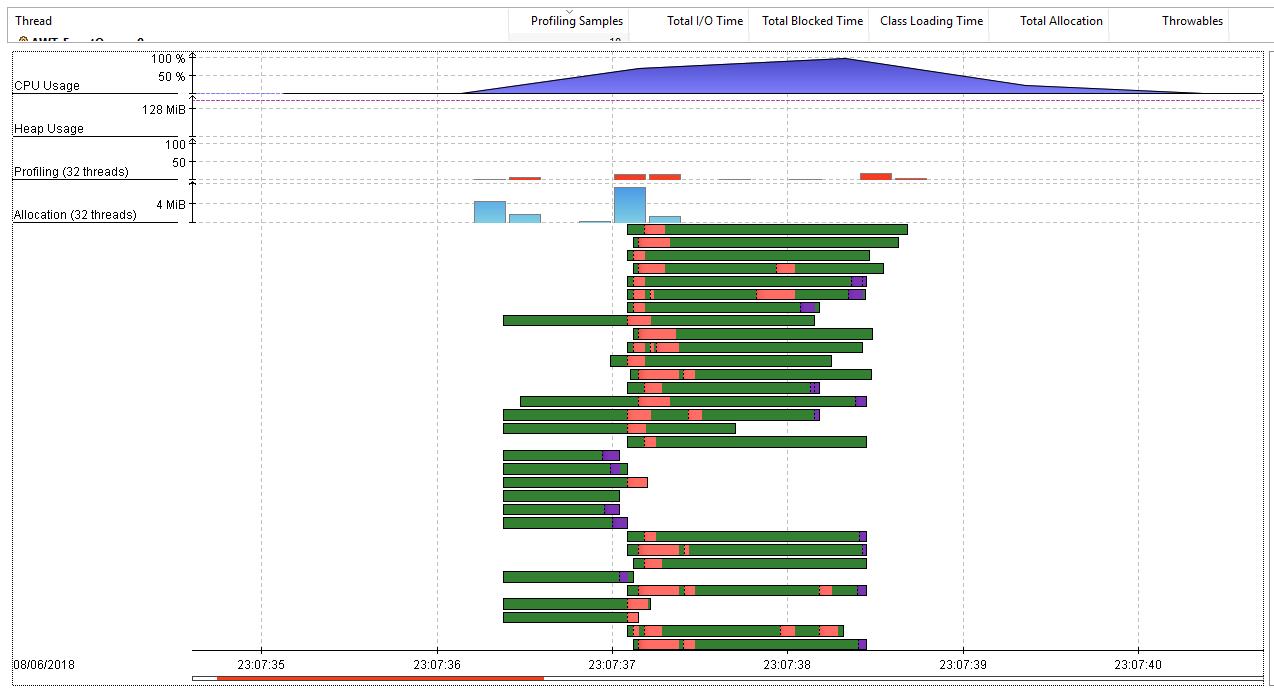 Thread Profiling Samples Total I/O Time Total Blocked Time Class Loading Time Total Allocation Throwables
100 %
50 %
CPU Usage
128 MiB
Heap Usage
100
50
Profiling (32 threads)
4 MiB
Allocation (32 threads)
08/06/2018 23:07:35 23:07:36 23:07:37 23:07:38 23:07:39 23:07:40